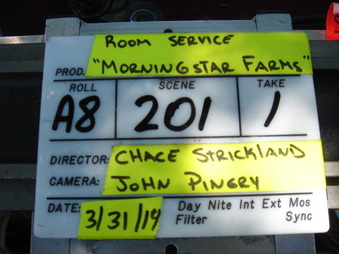 ROOM SERVICE
PROD. "MORNINGSTAR FARMS"
ROLL SCENE TAKE
A8 201 1
DIRECTOR: CHACE STRICKLAND
CAMERA: JOHN PINGRY
DATE: 3/31/14 Day Nite Int Ext Mos
Filter Sync